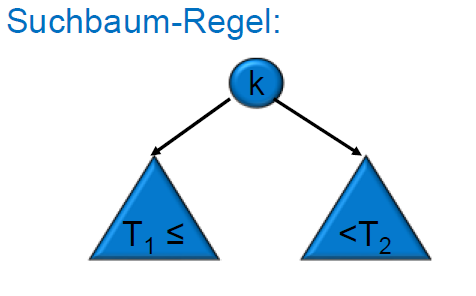 Suchbaum-Regel:
k
T₁ ≤
<T₂